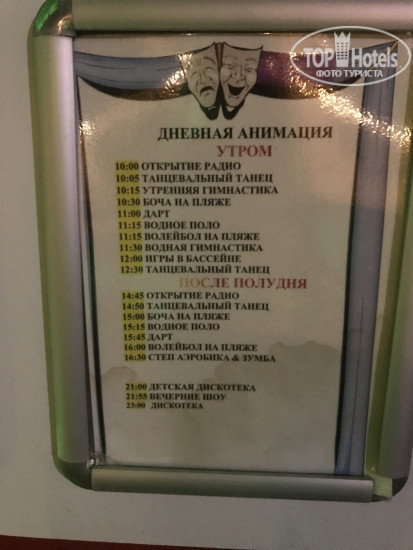 TOP Hotels
ФОТО ТУРИСТА
ДНЕВНАЯ АНИМАЦИЯ
УТРОМ
10:00 ОТКРЫТИЕ РАДИО
10:05 ТАНЦЕВАЛЬНЫЙ ТАНЕЦ
10:15 УТРЕННЯЯ ГИМНАСТИКА
10:30 БОЧА НА ПЛЯЖЕ
11:00 ДАРТ
11:15 ВОДНОЕ ПОЛО
11:15 ВОЛЕЙБОЛ НА ПЛЯЖЕ
11:30 ВОДНАЯ ГИМНАСТИКА
12:00 ИГРЫ В БАССЕЙНЕ
12:30 ТАНЦЕВАЛЬНЫЙ ТАНЕЦ
ПОСЛЕ ПОЛУДНЯ
14:45 ОТКРЫТИЕ РАДИО
14:50 ТАНЦЕВАЛЬНЫЙ ТАНЕЦ
15:00 БОЧА НА ПЛЯЖЕ
15:15 ВОДНОЕ ПОЛО
15:45 ДАРТ
16:00 ВОЛЕЙБОЛ НА ПЛЯЖЕ
16:30 СТЕП АЭРОБИКА & ЗУМБА
21:00 ДЕТСКАЯ ДИСКОТЕКА
21:55 ВЕЧЕРНИЕ ШОУ
23:00 ДИСКОТЕКА